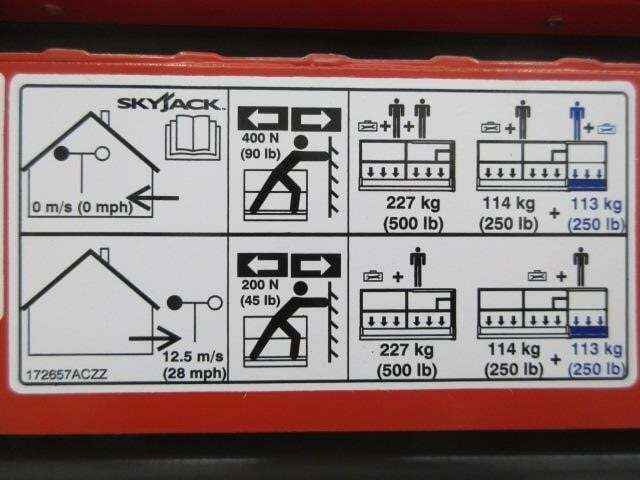 SKYJACK™
0 m/s (0 mph)
400 N
(90 lb)
227 kg
(500 lb)
114 kg
(250 lb)
+
113 kg
(250 lb)
12.5 m/s
(28 mph)
172657ACZZ
200 N
(45 lb)
227 kg
(500 lb)
114 kg
(250 lb)
+
113 kg
(250 lb)